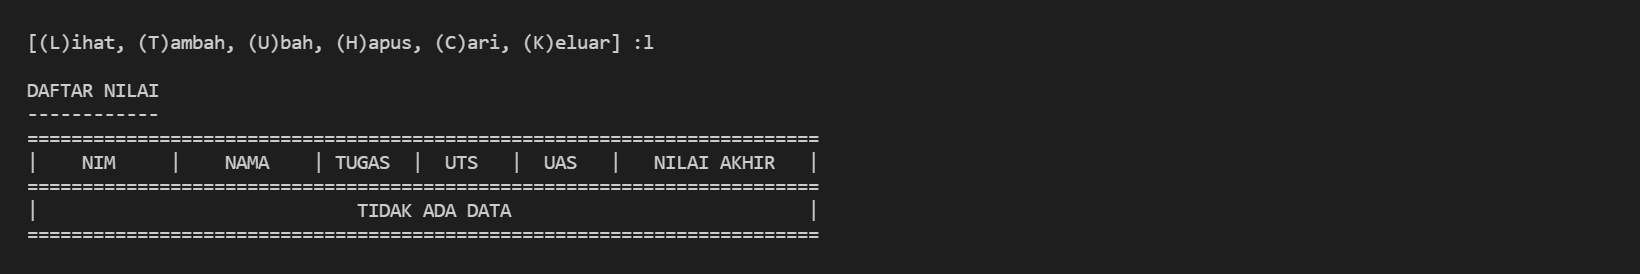 [(L)ihat, (T)ambah, (U)bah, (H)apus, (C)ari, (K)eluar] :l
DAFTAR NILAI
------------
========================================================================
|    NIM     |    NAMA    | TUGAS  |  UTS   |  UAS   |   NILAI AKHIR   |
========================================================================
|                             TIDAK ADA DATA                           |
========================================================================